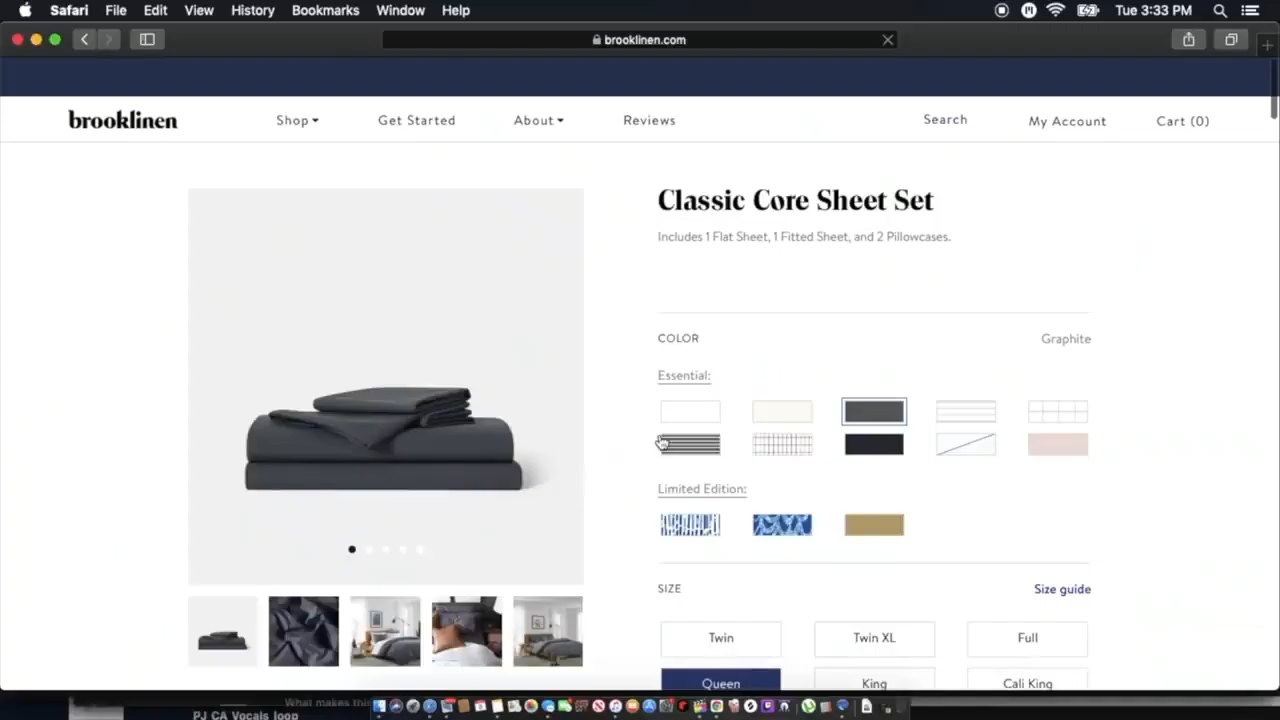 Safari File Edit View History Bookmarks Window Help Tue 3:33 PM
brooklinen.com
brooklinen Shop Get Started About Reviews Search My Account Cart (0)
Classic Core Sheet Set
Includes 1 Flat Sheet, 1 Fitted Sheet, and 2 Pillowcases.
COLOR Graphite
Essential:
Limited Edition:
SIZE Size guide
Twin Twin XL Full
Queen King Cali King
What makes this
PJ CA Vocals loop